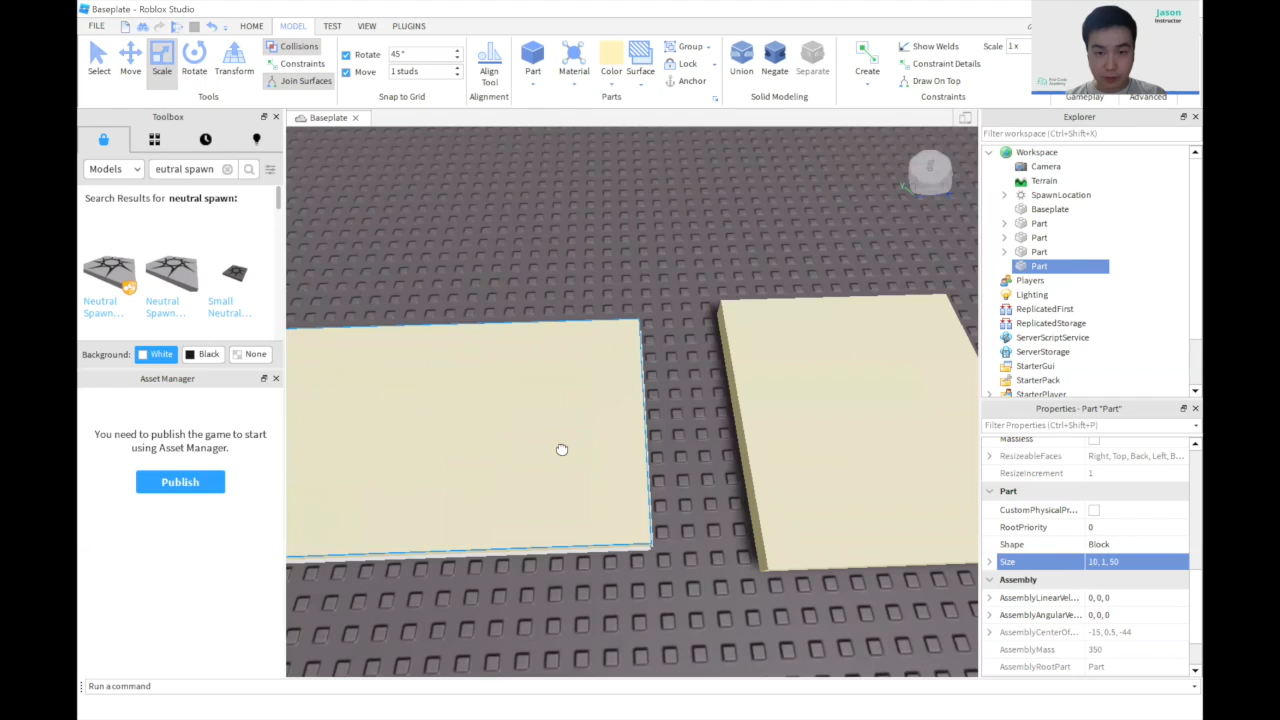 Baseplate - Roblox Studio
FILE HOME MODEL TEST VIEW PLUGINS
Select Move Scale Rotate Transform
Collisions
Constraints
Join Surfaces
Tools
Rotate 45°
Move 1 studs
Snap to Grid
Align
Tool
Alignment
Part Material Color Surface
Group
Lock
Anchor
Parts
Union Negate Separate
Solid Modeling
Create
Show Welds
Constraint Details
Draw On Top
Scale 1 x
Constraints
Gameplay Advanced
Jason
Instructor
Toolbox
Models
eutral spawn
Search Results for neutral spawn:
Neutral
Spawn...
Neutral
Spawn...
Small
Neutral...
Background: White Black None
Asset Manager
You need to publish the game to start
using Asset Manager.
Publish
Baseplate
Explorer
Filter workspace (Ctrl+Shift+X)
Workspace
Camera
Terrain
SpawnLocation
Baseplate
Part
Part
Part
Part
Players
Lighting
ReplicatedFirst
ReplicatedStorage
ServerScriptService
ServerStorage
StarterGui
StarterPack
StarterPlayer
Properties - Part "Part"
Filter Properties (Ctrl+Shift+P)
Massless
ResizeableFaces Right, Top, Back, Left, B...
ResizeIncrement 1
Part
CustomPhysicalPr...
RootPriority 0
Shape Block
Size 10, 1, 50
Assembly
AssemblyLinearVel... 0, 0, 0
AssemblyAngularVe... 0, 0, 0
AssemblyCenterOf... -15, 0.5, -44
AssemblyMass 350
AssemblyRootPart Part
Run a command